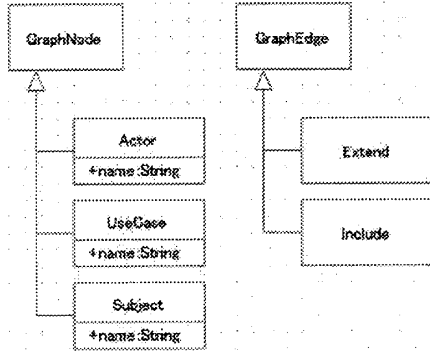 GraphNode
GraphEdge
Actor
+name:String
Extend
UseCase
+name:String
Include
Subject
+name:String